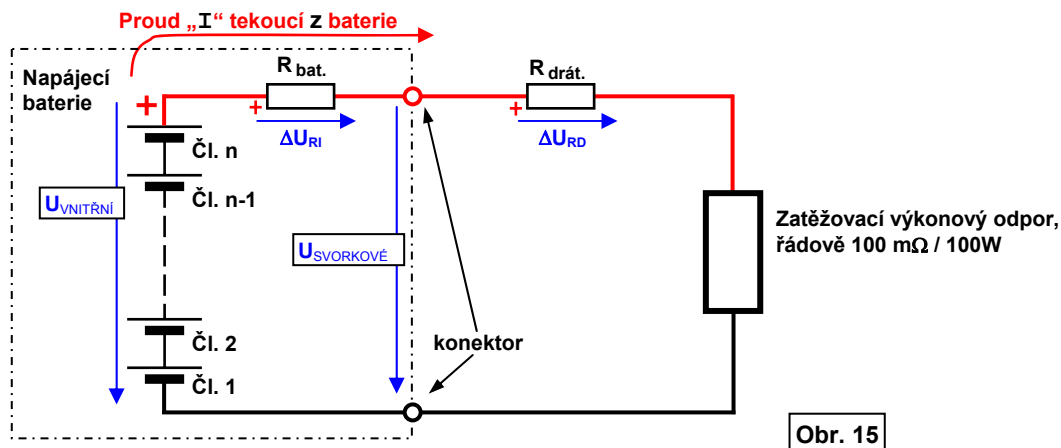 Proud „I“ tekoucí z baterie
Napájecí
baterie
R bat.
R drát.
+
+
+
ΔURI
ΔURD
Čl. n
Čl. n-1
UVNITŘNÍ
USVORKOVÉ
Zatěžovací výkonový odpor,
řádově 100 mΩ / 100W
Čl. 2
konektor
Čl. 1
Obr. 15